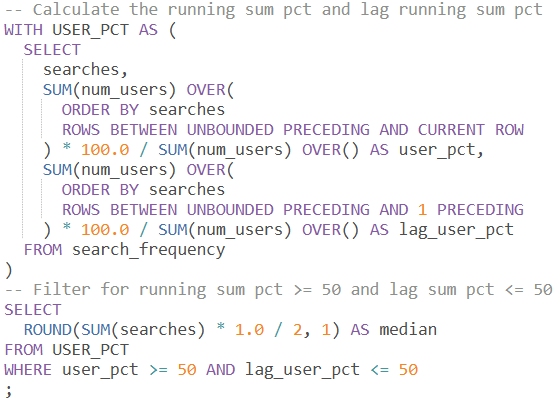 -- Calculate the running sum pct and lag running sum pct
WITH USER_PCT AS (
  SELECT
    searches,
    SUM(num_users) OVER(
      ORDER BY searches
      ROWS BETWEEN UNBOUNDED PRECEDING AND CURRENT ROW
    ) * 100.0 / SUM(num_users) OVER() AS user_pct,
    SUM(num_users) OVER(
      ORDER BY searches
      ROWS BETWEEN UNBOUNDED PRECEDING AND 1 PRECEDING
    ) * 100.0 / SUM(num_users) OVER() AS lag_user_pct
  FROM search_frequency
)
-- Filter for running sum pct >= 50 and lag sum pct <= 50
SELECT
  ROUND(SUM(searches) * 1.0 / 2, 1) AS median
FROM USER_PCT
WHERE user_pct >= 50 AND lag_user_pct <= 50
;